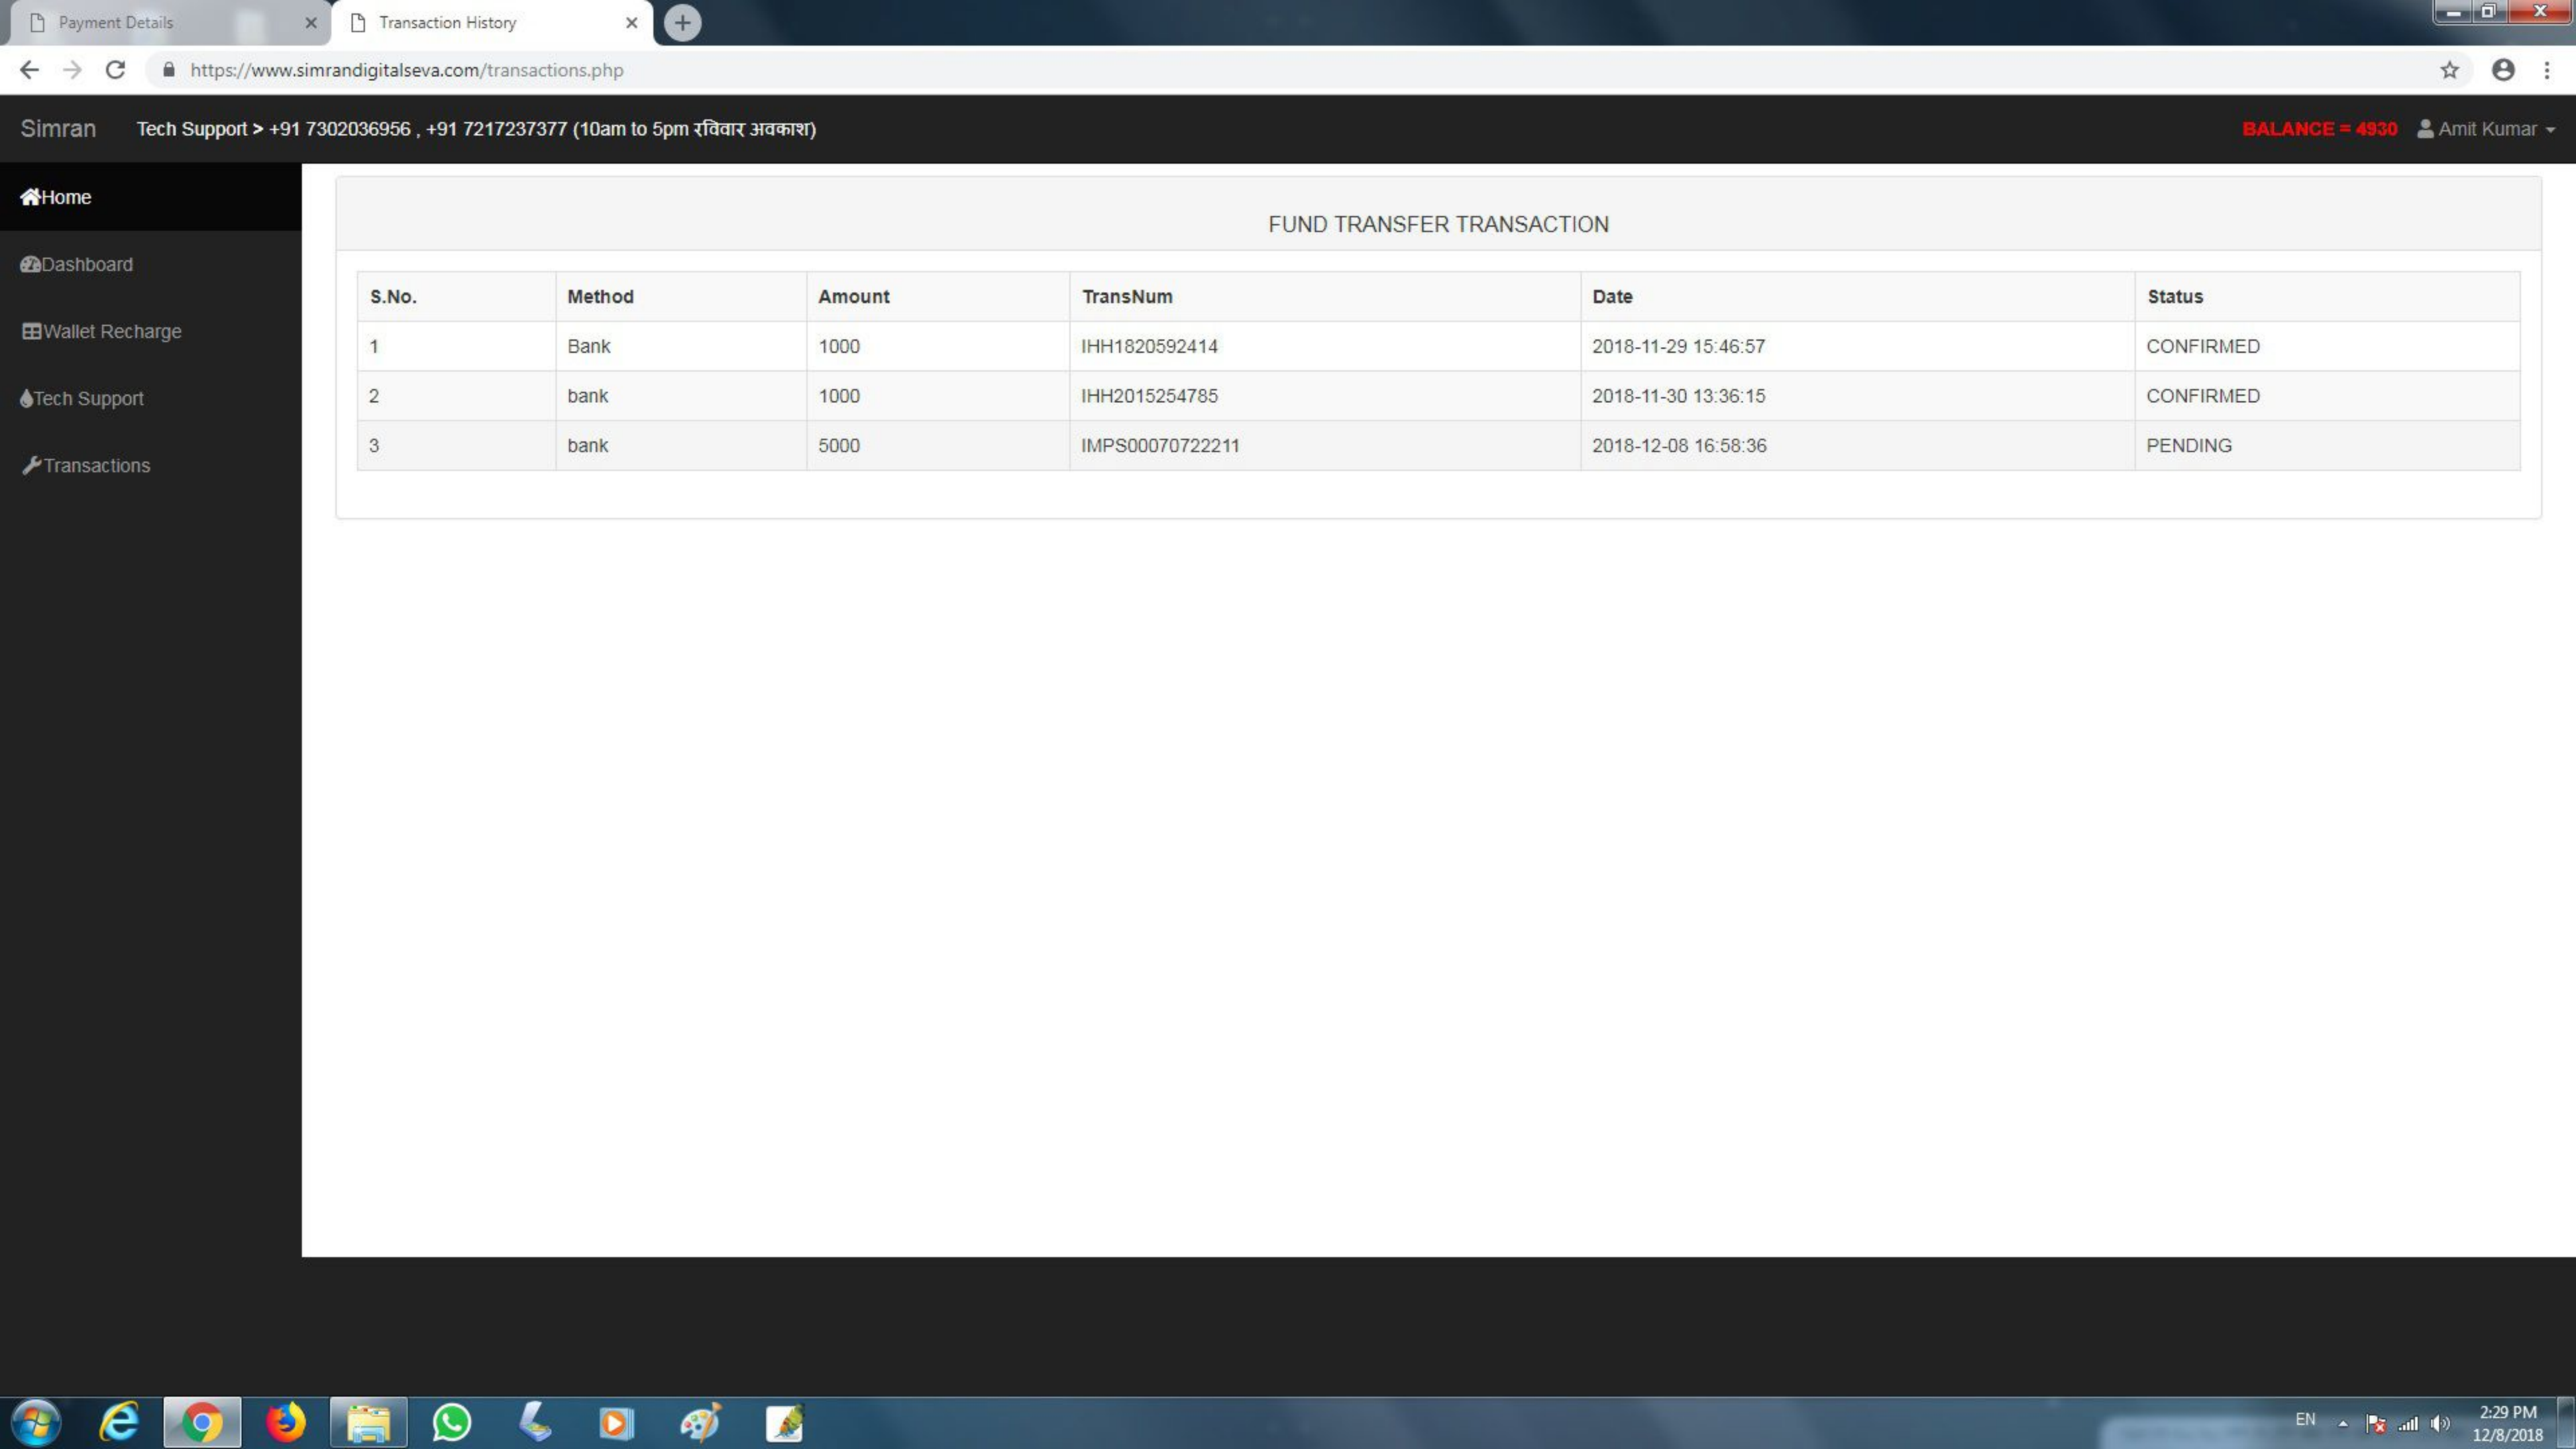 Payment Details
Transaction History
https://www.simrandigitalseva.com/transactions.php
Simran
Tech Support > +91 7302036956 , +91 7217237377 (10am to 5pm रविवार अवकाश)
BALANCE = 4930
Amit Kumar
Home
Dashboard
Wallet Recharge
Tech Support
Transactions
FUND TRANSFER TRANSACTION
S.No. Method Amount TransNum Date Status
1 Bank 1000 IHH1820592414 2018-11-29 15:46:57 CONFIRMED
2 bank 1000 IHH2015254785 2018-11-30 13:36:15 CONFIRMED
3 bank 5000 IMPS00070722211 2018-12-08 16:58:36 PENDING
EN
2:29 PM
12/8/2018